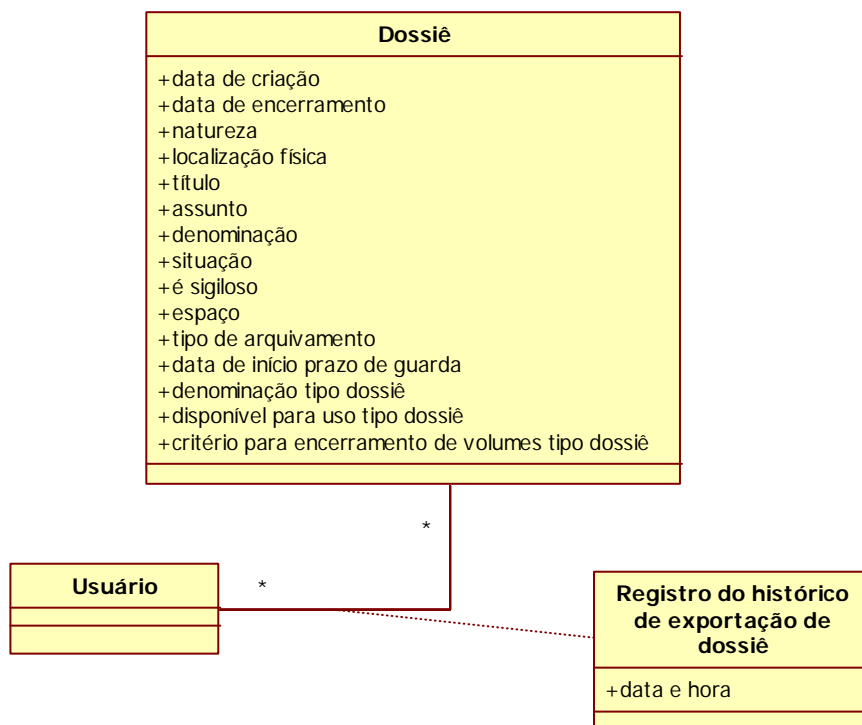 Dossiê
+data de criação
+data de encerramento
+natureza
+localização física
+título
+assunto
+denominação
+situação
+é sigiloso
+espaço
+tipo de arquivamento
+data de início prazo de guarda
+denominação tipo dossiê
+disponível para uso tipo dossiê
+critério para encerramento de volumes tipo dossiê
*
*
Usuário
Registro do histórico
de exportação de
dossiê
+data e hora